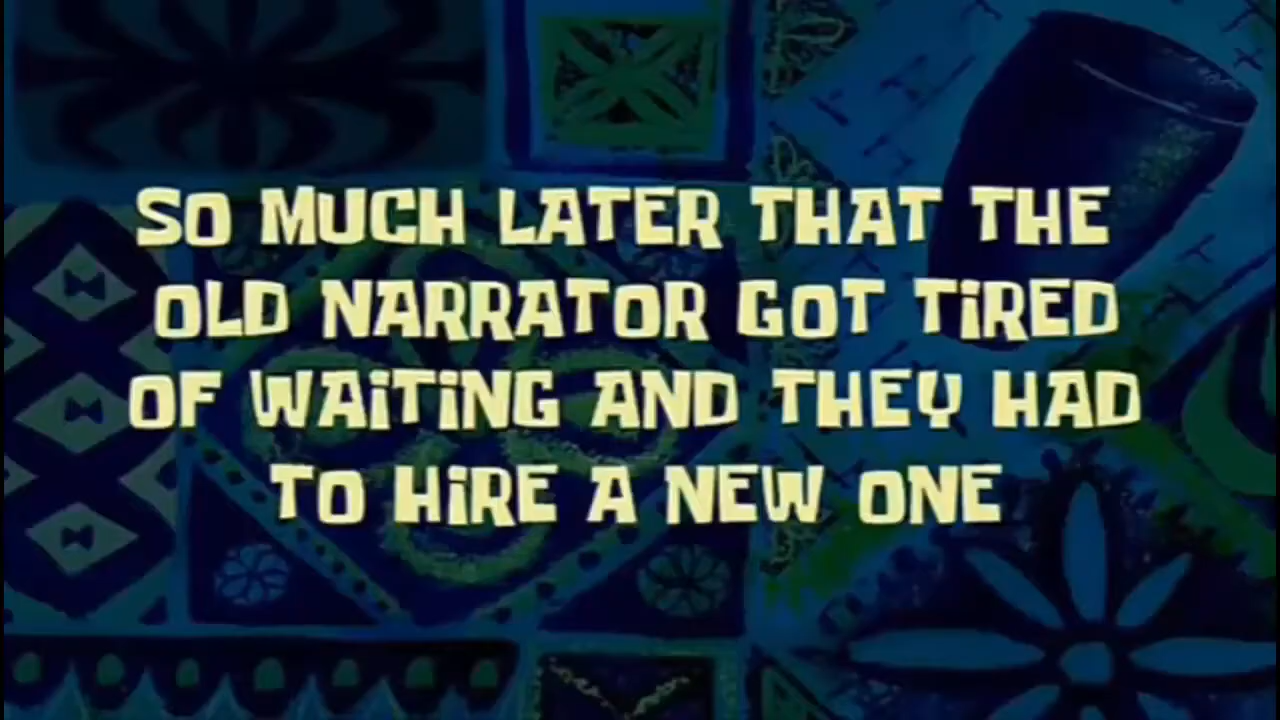 SO MUCH LATER THAT THE
OLD NARRATOR GOT TiRED
OF WAiTiNG AND THEY HAD
TO HiRE A NEW ONE